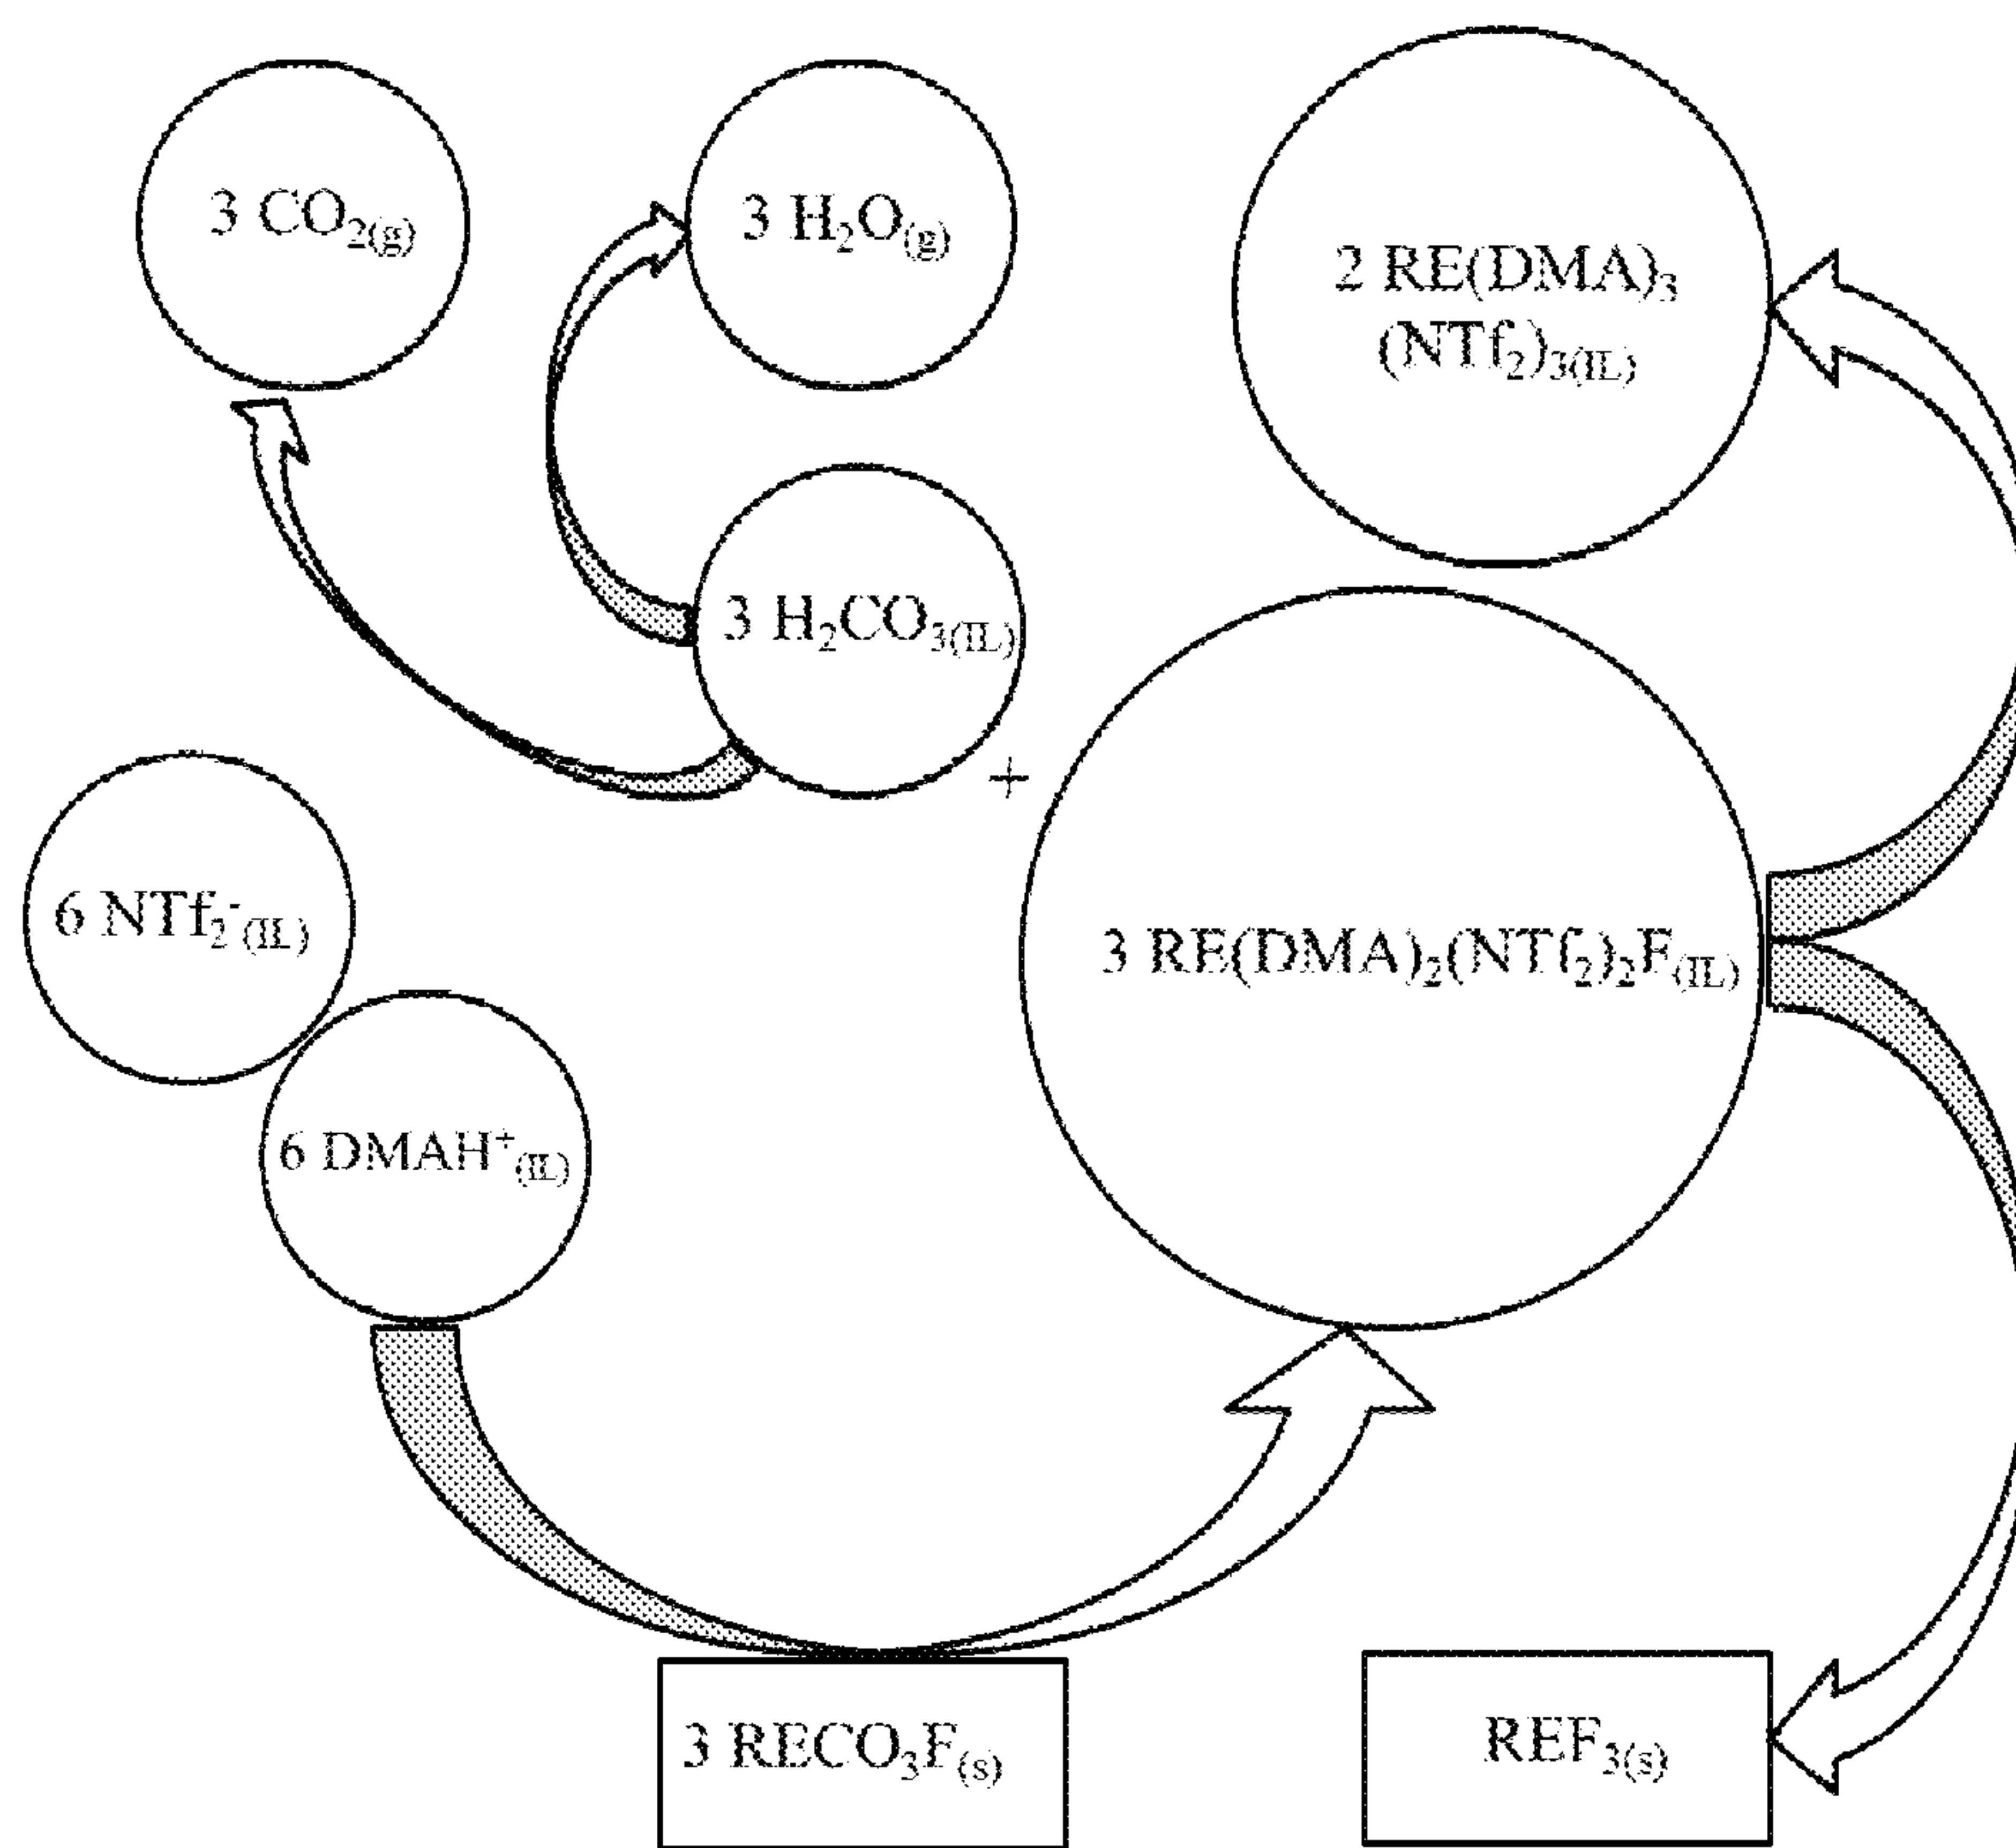 3 CO₂(g)
3 H₂O(g)
2 RE(DMA)₃
(NTf₂)₃(IL)
3 H₂CO₃(IL)
+
6 NTf₂⁻(IL)
3 RE(DMA)₂(NTf₂)₂F(IL)
6 DMAH⁺(IL)
3 RECO₃F(s)
REF₃(s)